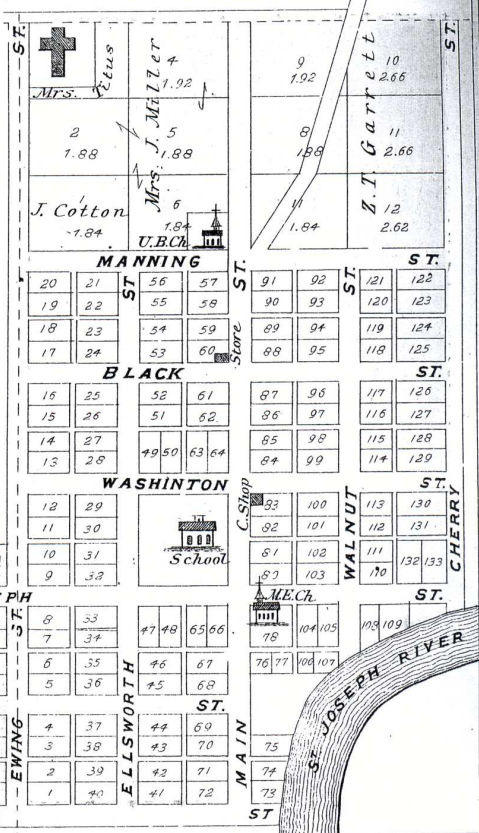 ST.
ST.
Mrs. Titus
4
1.92
9
1.92
10
2.66
Mrs. J. Miller
Z.T. Garrett
2
1.88
5
1.88
8
1.88
11
2.66
J. Cotton
1
1.84
6
1.84
U.B.Ch.
11
1.84
12
2.62
MANNING ST.
ST
ST.
ST.
20 21 56 57 91 92 121 122
19 22 55 58 90 93 120 123
18 23 54 59 89 94 119 124
17 24 53 60 88 95 118 125
Store
BLACK ST.
16 25 52 61 87 96 117 126
15 26 51 62 86 97 116 127
14 27 49 50 63 64 85 98 115 128
13 28 84 99 114 129
WASHINTON ST.
C. Shop
12 29 83 100 113 130
11 30 82 101 112 131
School
10 31 81 102 111 132 133
9 32 80 103 110
WALNUT
CHERRY
PH ST.
M.E.Ch.
8 33 47 48 65 66 78 104 105 108 109
7 34
6 35 46 67 76 77 106 107
5 36 45 68
ST.
4 37 44 69
3 38 43 70 75
2 39 42 71 74
1 40 41 72 73
ST
EWING ST.
ELLSWORTH
MAIN
ST JOSEPH RIVER